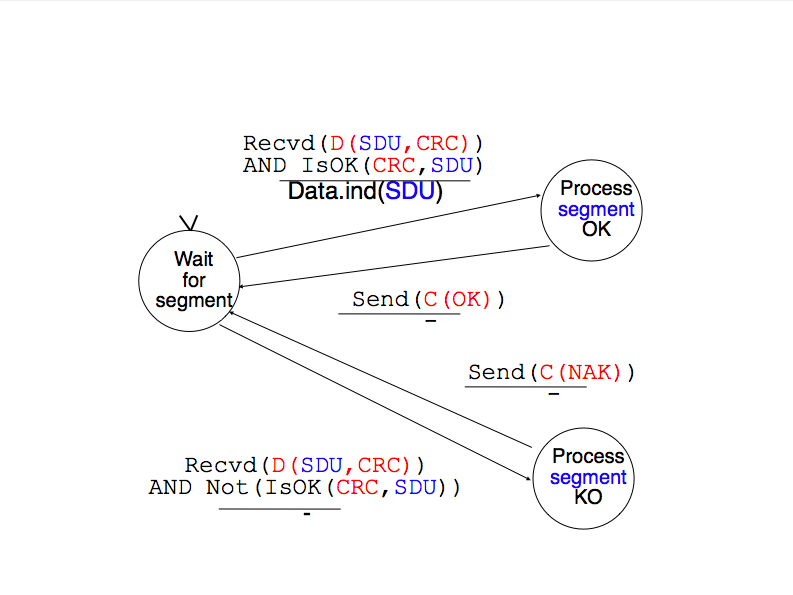 Recvd(D(SDU,CRC))
AND IsOK(CRC,SDU)
Data.ind(SDU)
Process
segment
OK
Wait
for
segment
Send(C(OK))
-
Send(C(NAK))
-
Recvd(D(SDU,CRC))
AND Not(IsOK(CRC,SDU))
-
Process
segment
KO